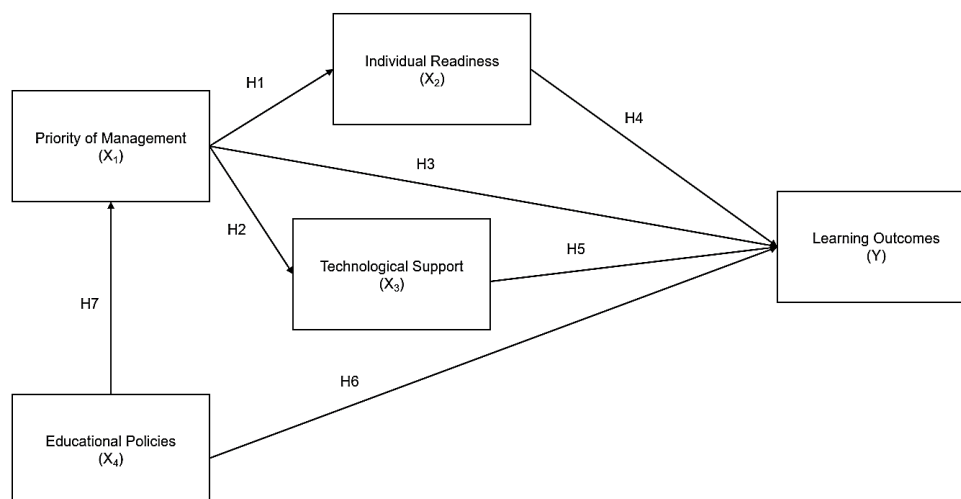 Individual Readiness
(X₂)
H1
H4
Priority of Management
(X₁)
H3
H2
Learning Outcomes
(Y)
H5
Technological Support
(X₃)
H7
H6
Educational Policies
(X₄)